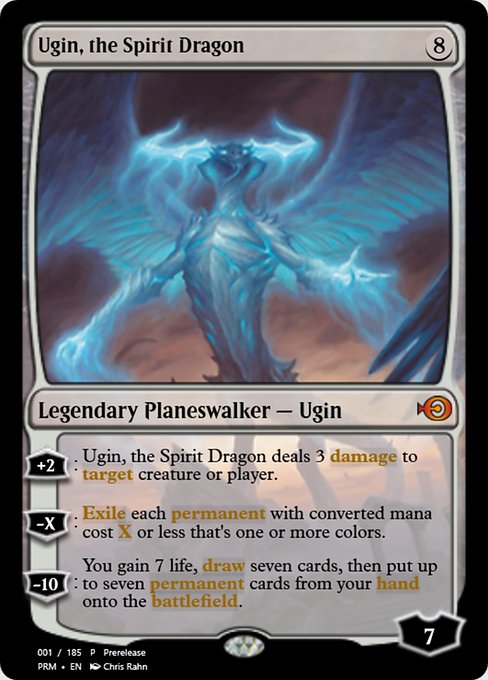 Ugin, the Spirit Dragon 8
Legendary Planeswalker — Ugin
+2 : Ugin, the Spirit Dragon deals 3 damage to
target creature or player.
-X : Exile each permanent with converted mana
cost X or less that's one or more colors.
-10 : You gain 7 life, draw seven cards, then put up
to seven permanent cards from your hand
onto the battlefield.
7
001 / 185 P Prerelease
PRM • EN Chris Rahn